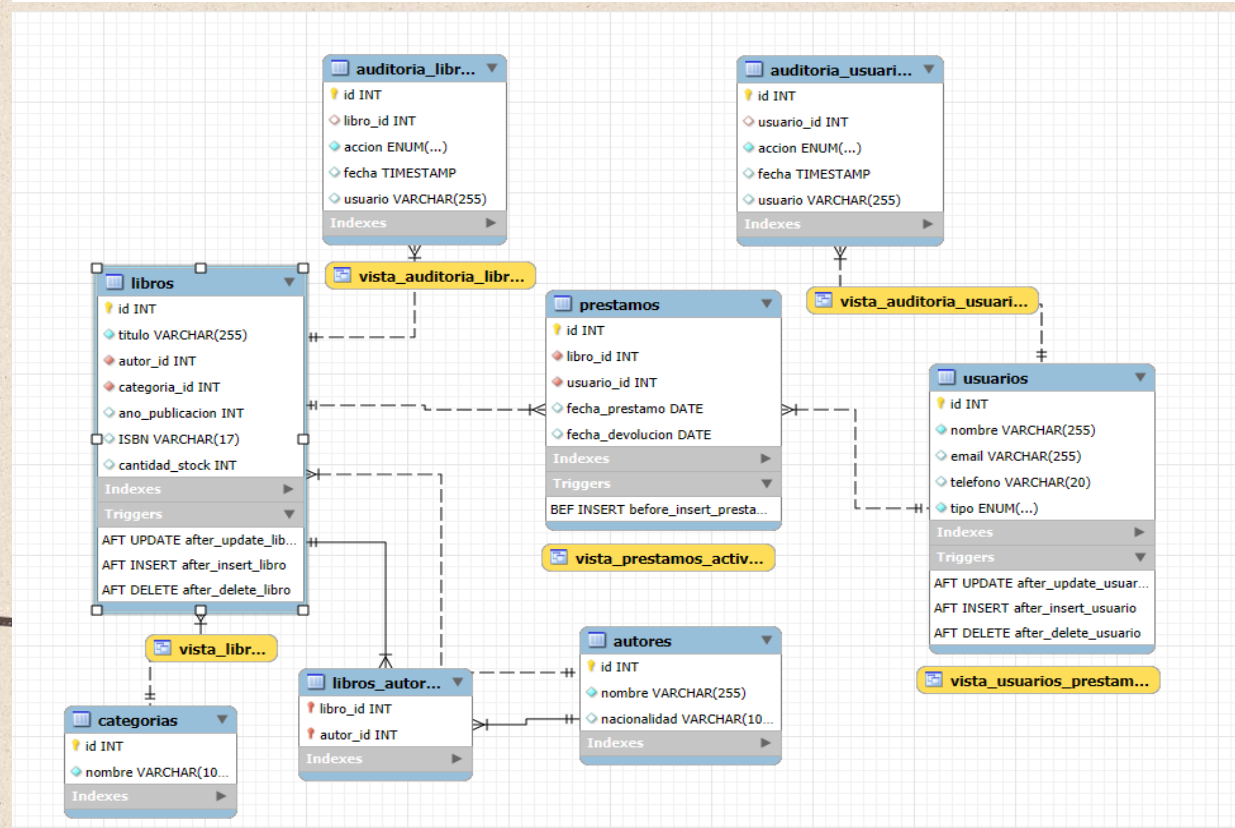 auditoria_libr...
id INT
libro_id INT
accion ENUM(...)
fecha TIMESTAMP
usuario VARCHAR(255)
Indexes
vista_auditoria_libr...
auditoria_usuari...
id INT
usuario_id INT
accion ENUM(...)
fecha TIMESTAMP
usuario VARCHAR(255)
Indexes
vista_auditoria_usuari...
libros
id INT
titulo VARCHAR(255)
autor_id INT
categoria_id INT
ano_publicacion INT
ISBN VARCHAR(17)
cantidad_stock INT
Indexes
Triggers
AFT UPDATE after_update_lib...
AFT INSERT after_insert_libro
AFT DELETE after_delete_libro
vista_libr...
prestamos
id INT
libro_id INT
usuario_id INT
fecha_prestamo DATE
fecha_devolucion DATE
Indexes
Triggers
BEF INSERT before_insert_presta...
vista_prestamos_activ...
usuarios
id INT
nombre VARCHAR(255)
email VARCHAR(255)
telefono VARCHAR(20)
tipo ENUM(...)
Indexes
Triggers
AFT UPDATE after_update_usuar...
AFT INSERT after_insert_usuario
AFT DELETE after_delete_usuario
vista_usuarios_prestam...
categorias
id INT
nombre VARCHAR(10...
Indexes
libros_autor...
libro_id INT
autor_id INT
Indexes
autores
id INT
nombre VARCHAR(255)
nacionalidad VARCHAR(10...
Indexes